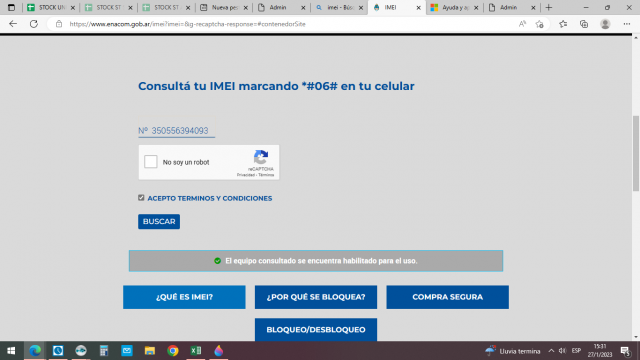 STOCK UN
STOCK ST
STOCK ST
Nueva pes
Admin
imei - Bús
IMEI
Ayuda y ap
Admin
https://www.enacom.gob.ar/imei?imei=&g-recaptcha-response=#contenedorSite
Consultá tu IMEI marcando *#06# en tu celular
Nº 350556394093
No soy un robot
reCAPTCHA
Privacidad - Términos
ACEPTO TERMINOS Y CONDICIONES
BUSCAR
El equipo consultado se encuentra habilitado para el uso.
¿QUÉ ES IMEI?
¿POR QUÉ SE BLOQUEA?
COMPRA SEGURA
BLOQUEO/DESBLOQUEO
Lluvia termina
ESP
15:31
27/1/2023